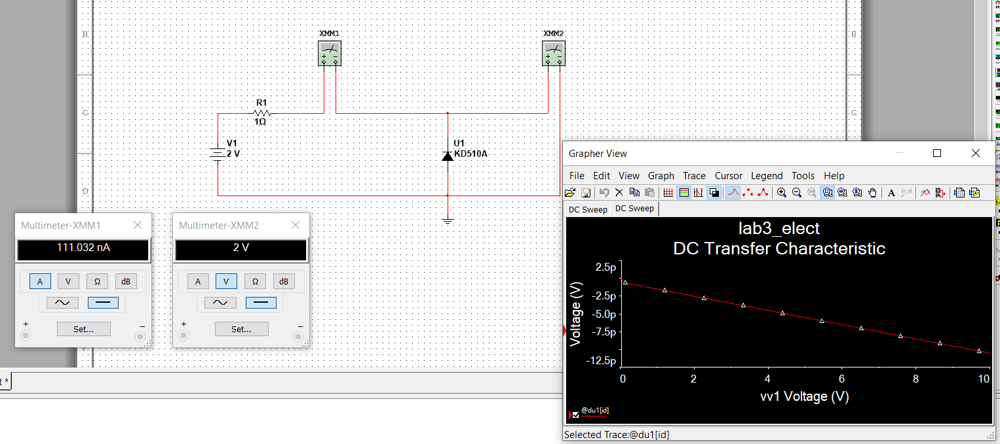 B
B
XMM1
XMM2
R1
C
C
1Ω
V1
2 V
U1
KD510A
D
Grapher View
File Edit View Graph Trace Cursor Legend Tools Help
DC Sweep DC Sweep
lab3_elect
DC Transfer Characteristic
2.5p
-2.5p
-5.0p
-7.5p
-12.5p
Voltage (V)
0 2 4 6 8 10
vv1 Voltage (V)
@du1[id]
Selected Trace:@du1[id]
Multimeter-XMM1
111.032 nA
A V Ω dB
+ Set... −
Multimeter-XMM2
2 V
A V Ω dB
+ Set... −
t *